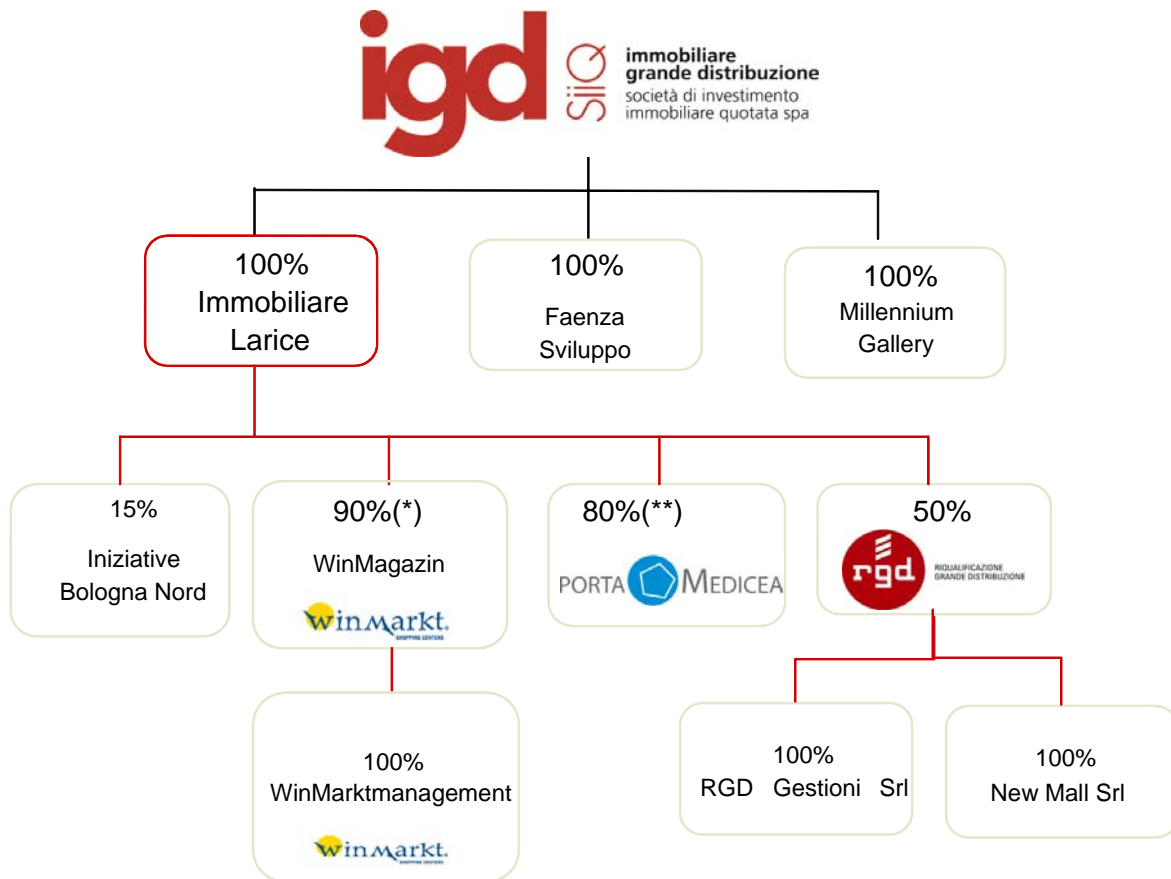 igd
SiiQ
immobiliare
grande distribuzione
società di investimento
immobiliare quotata spa
100%
Immobiliare
Larice
100%
Faenza
Sviluppo
100%
Millennium
Gallery
15%
Iniziative
Bologna Nord
90%(*)
WinMagazin
winmarkt.
SHOPPING CENTERS
80%(**)
PORTA MEDICEA
50%
rgd
RIQUALIFICAZIONE
GRANDE DISTRIBUZIONE
100%
WinMarktmanagement
winmarkt.
100%
RGD Gestioni Srl
100%
New Mall Srl